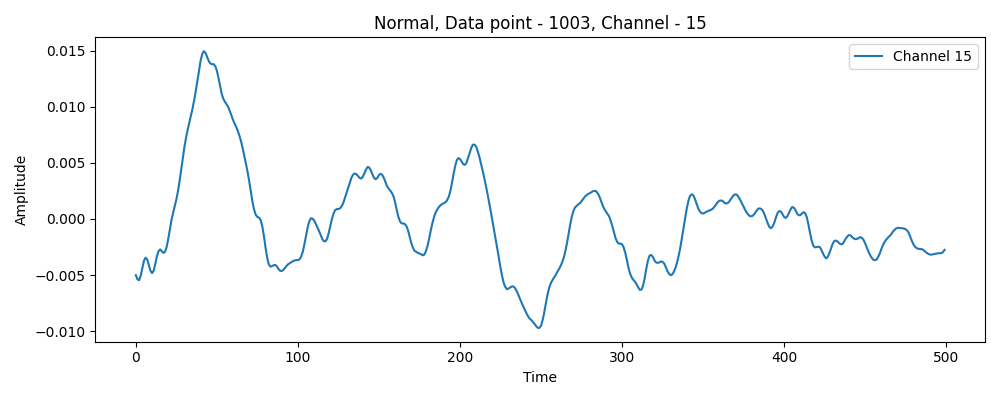 Normal, Data point - 1003, Channel - 15
Channel 15
0.015
0.010
0.005
0.000
−0.005
−0.010
Amplitude
0 100 200 300 400 500
Time